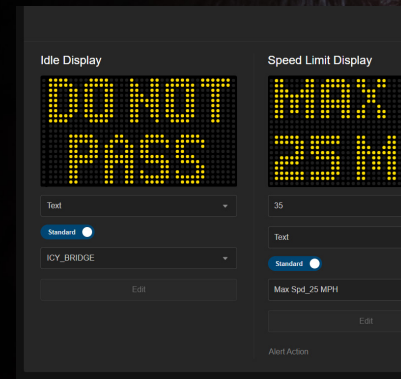 Idle Display
DO NOT
PASS
Text
Standard
ICY_BRIDGE
Edit
Speed Limit Display
MAX
25 M
35
Text
Standard
Max Spd_25 MPH
Edit
Alert Action